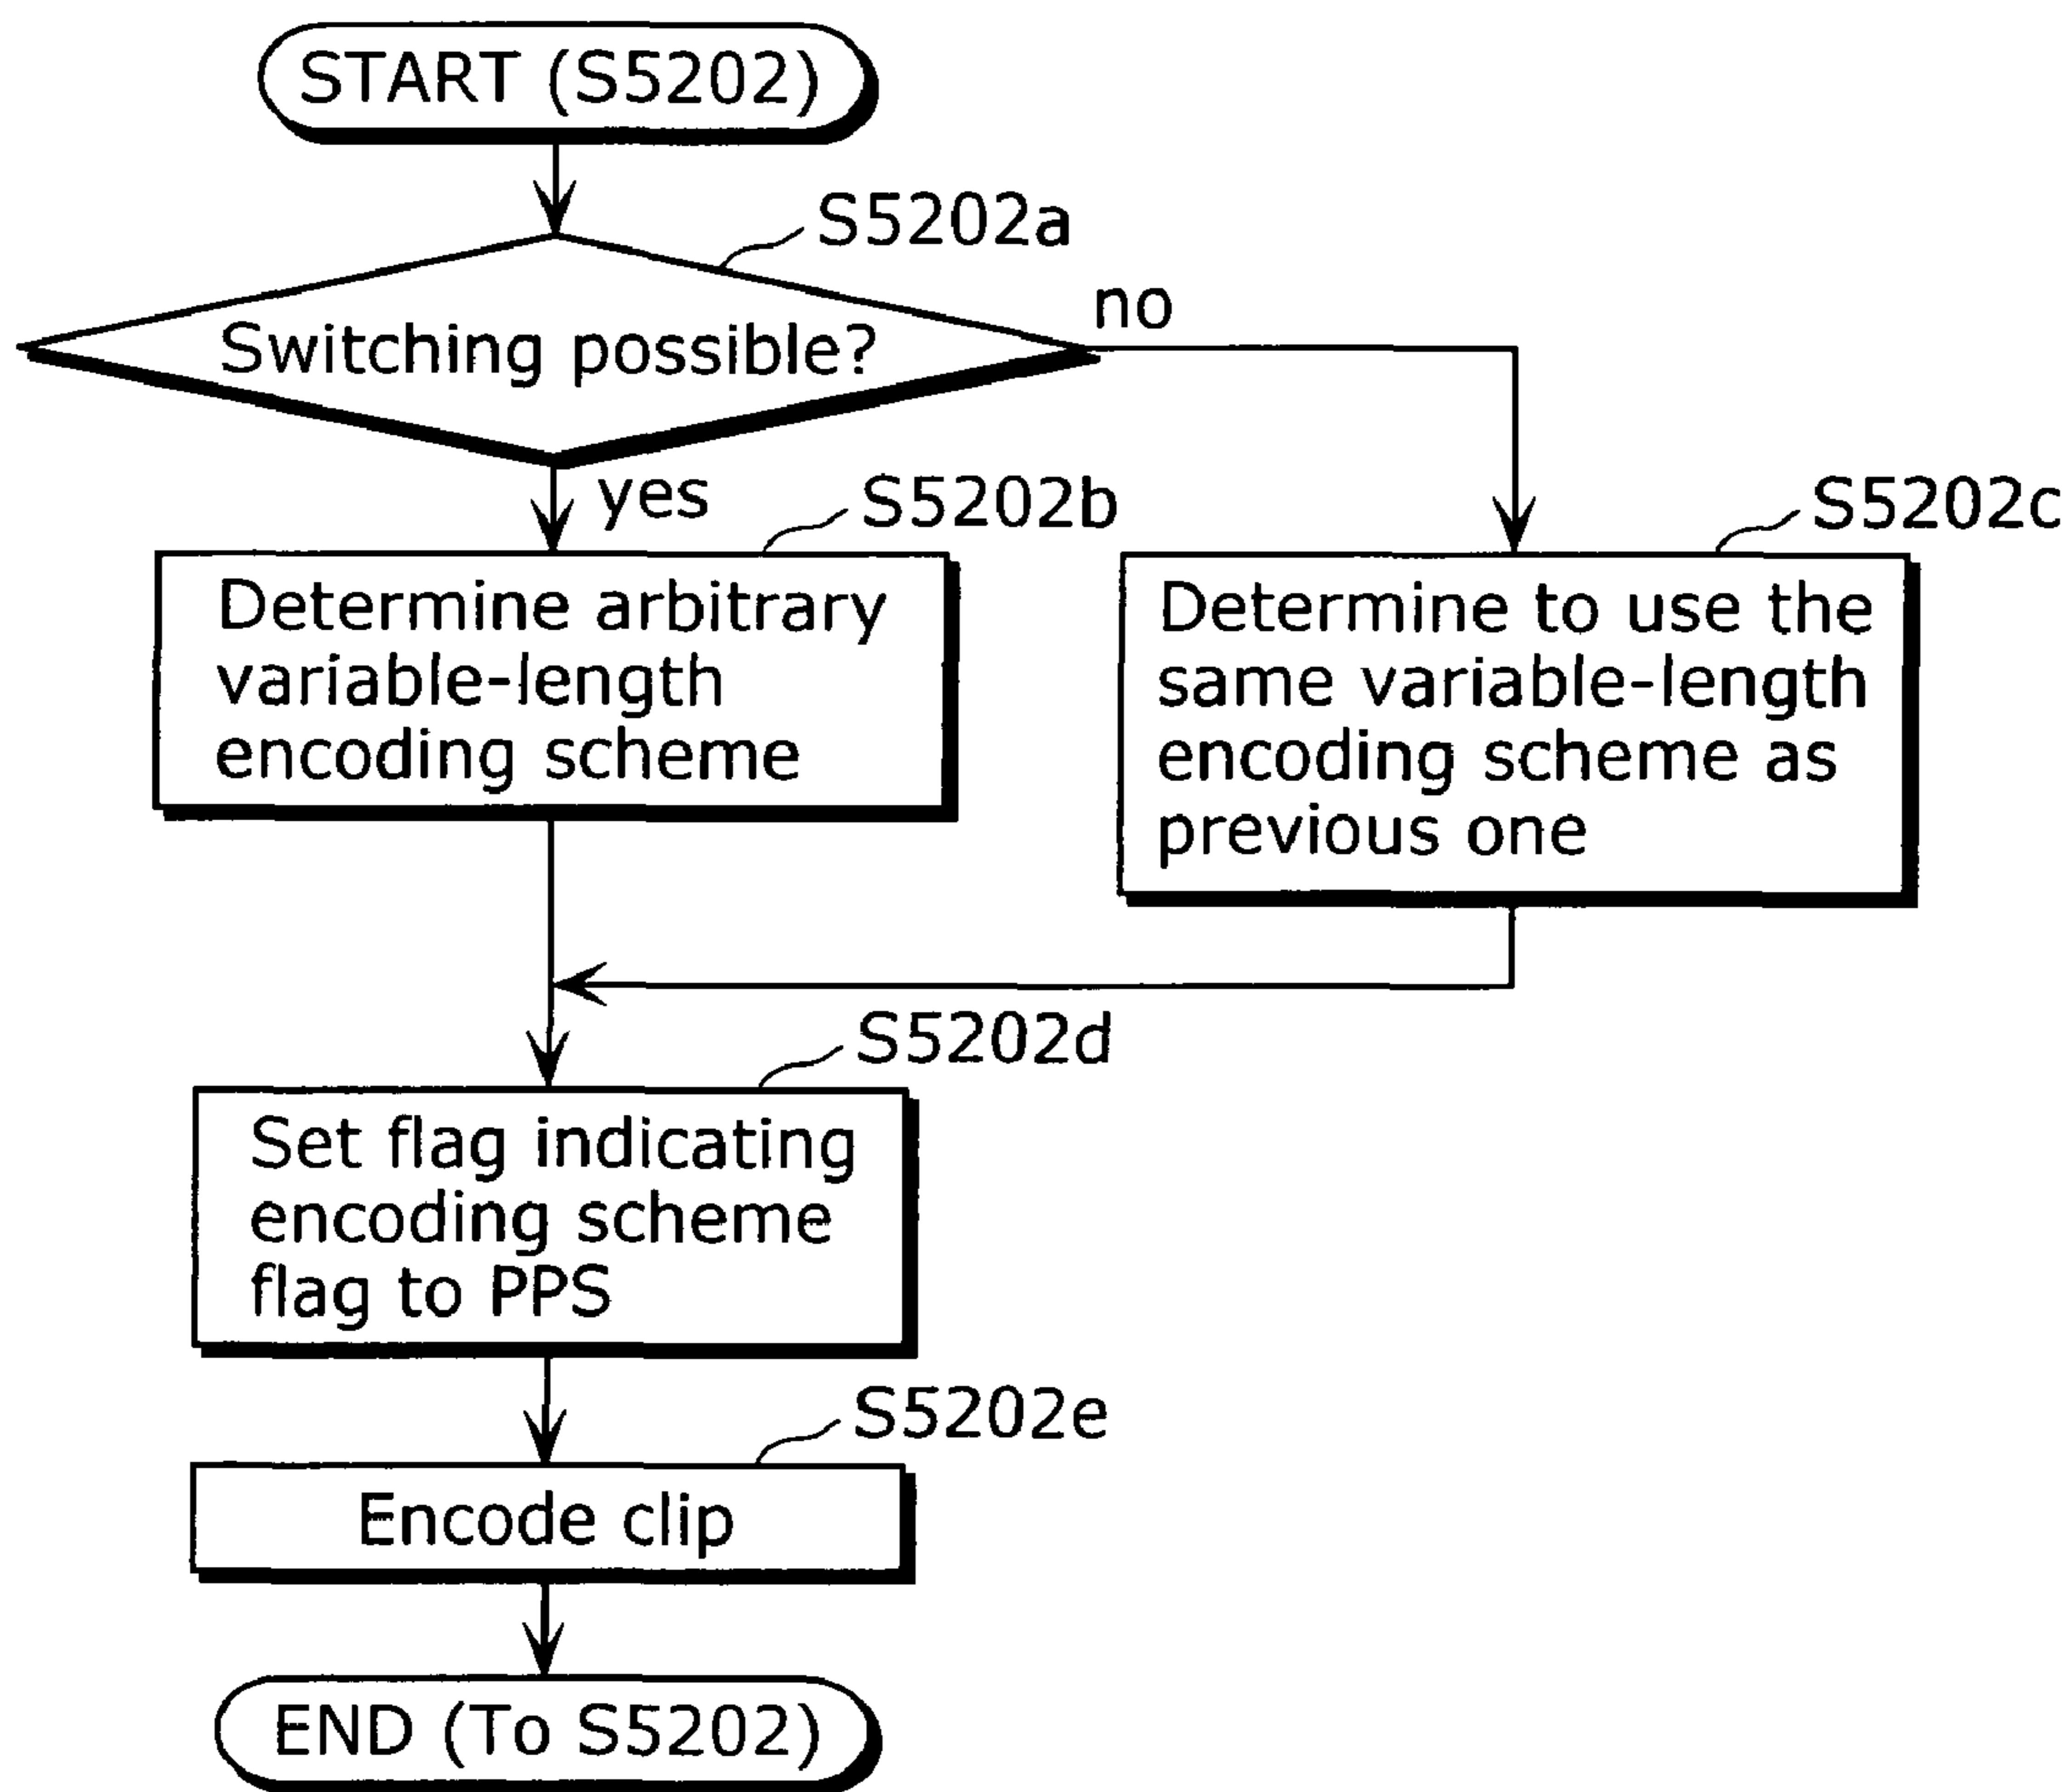 START (S5202)
S5202a
Switching possible?
no
yes
S5202b
Determine arbitrary
variable-length
encoding scheme
S5202c
Determine to use the
same variable-length
encoding scheme as
previous one
S5202d
Set flag indicating
encoding scheme
flag to PPS
S5202e
Encode clip
END (To S5202)